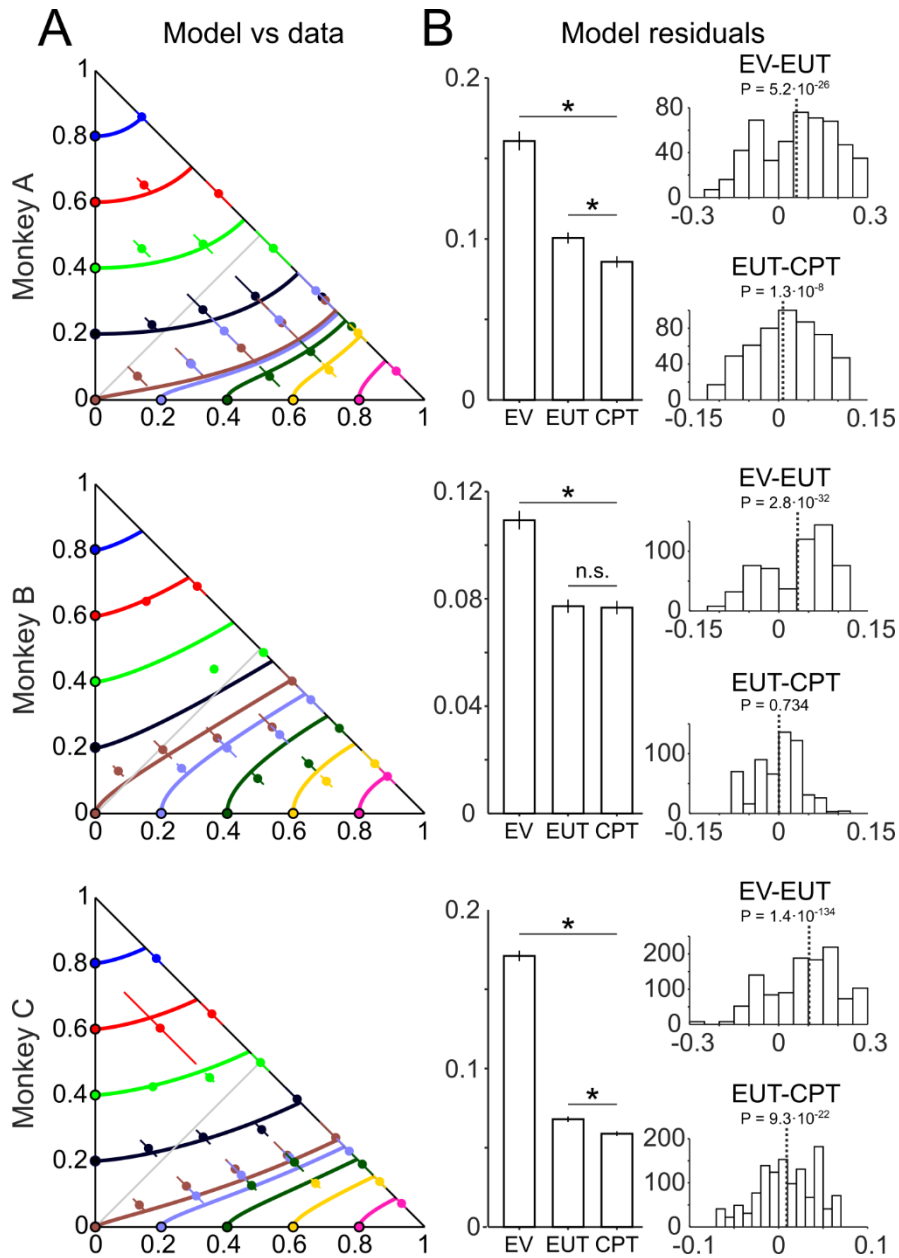 A Model vs data B Model residuals
Monkey A
1
0.8
0.6
0.4
0.2
0
0 0.2 0.4 0.6 0.8 1
0.2
0.1
0
*
*
EV EUT CPT
EV-EUT
P = 5.2·10-26
80
40
0
-0.3 0 0.3
EUT-CPT
P = 1.3·10-8
80
40
0
-0.15 0 0.15
Monkey B
1
0.8
0.6
0.4
0.2
0
0 0.2 0.4 0.6 0.8 1
0.12
0.08
0.04
0
*
n.s.
EV EUT CPT
EV-EUT
P = 2.8·10-32
100
0
-0.15 0 0.15
EUT-CPT
P = 0.734
100
0
-0.15 0 0.15
Monkey C
1
0.8
0.6
0.4
0.2
0
0 0.2 0.4 0.6 0.8 1
0.2
0.1
0
*
*
EV EUT CPT
EV-EUT
P = 1.4·10-134
200
100
0
-0.3 0 0.3
EUT-CPT
P = 9.3·10-22
200
100
0
-0.1 0 0.1